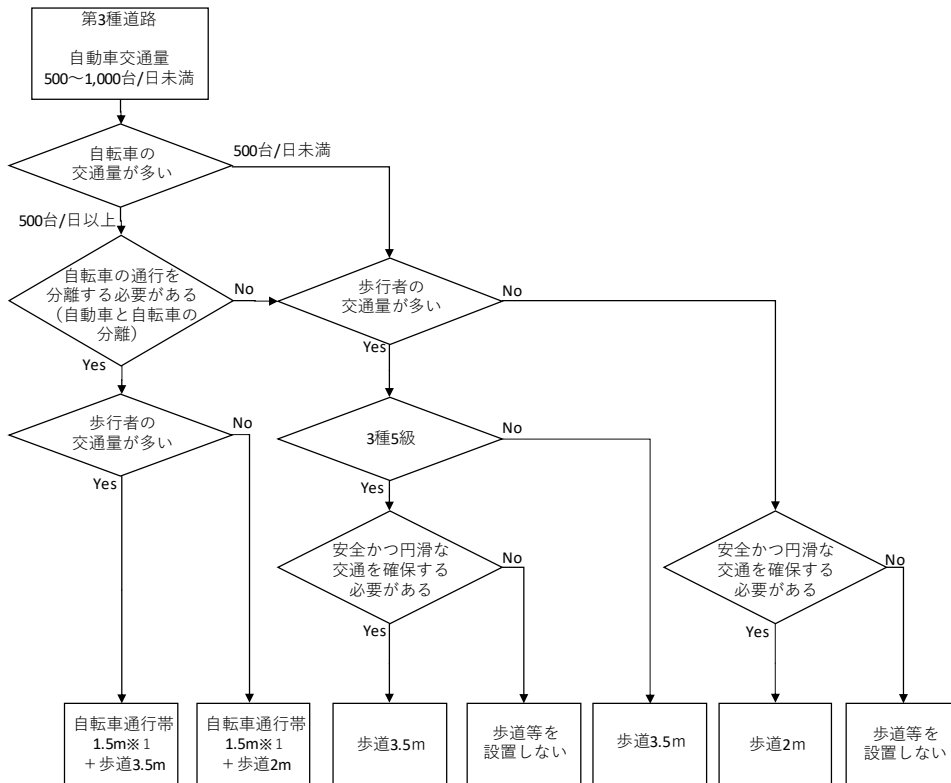 第3種道路
自動車交通量
500～1,000台/日未満
自転車の
交通量が多い
500台/日未満
500台/日以上
自転車の通行を
分離する必要がある
（自動車と自転車の
分離）
No
Yes
歩行者の
交通量が多い
No
Yes
歩行者の
交通量が多い
No
Yes
3種5級
No
Yes
安全かつ円滑な
交通を確保する
必要がある
No
Yes
安全かつ円滑な
交通を確保する
必要がある
No
Yes
自転車通行帯
1.5m※1
＋歩道3.5m
自転車通行帯
1.5m※1
＋歩道2m
歩道3.5m
歩道等を
設置しない
歩道3.5m
歩道2m
歩道等を
設置しない